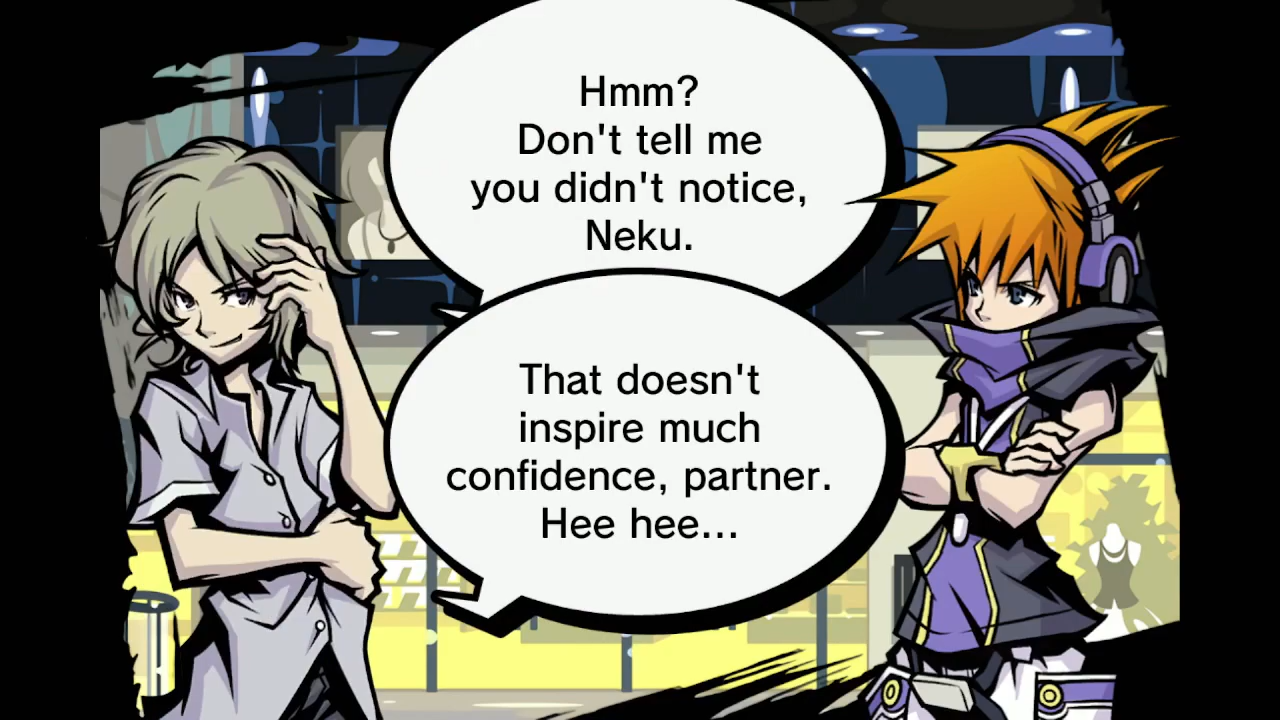 Hmm?
Don't tell me
you didn't notice,
Neku.
That doesn't
inspire much
confidence, partner.
Hee hee...